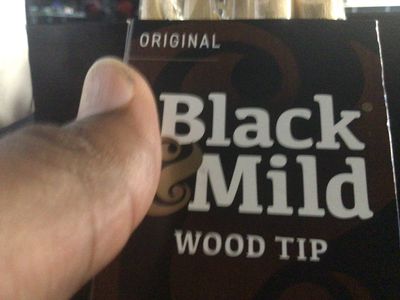 ORIGINAL
Black®
& Mild
WOOD TIP